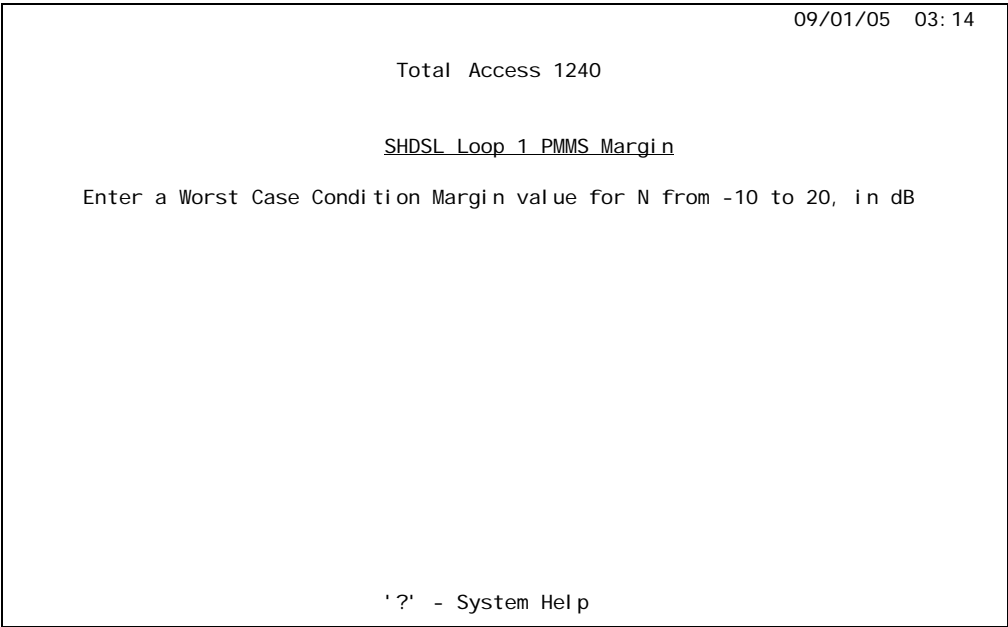 09/01/05 03:14
Total Access 1240
SHDSL Loop 1 PMMS Margin
Enter a Worst Case Condition Margin value for N from -10 to 20, in dB
'?' - System Help